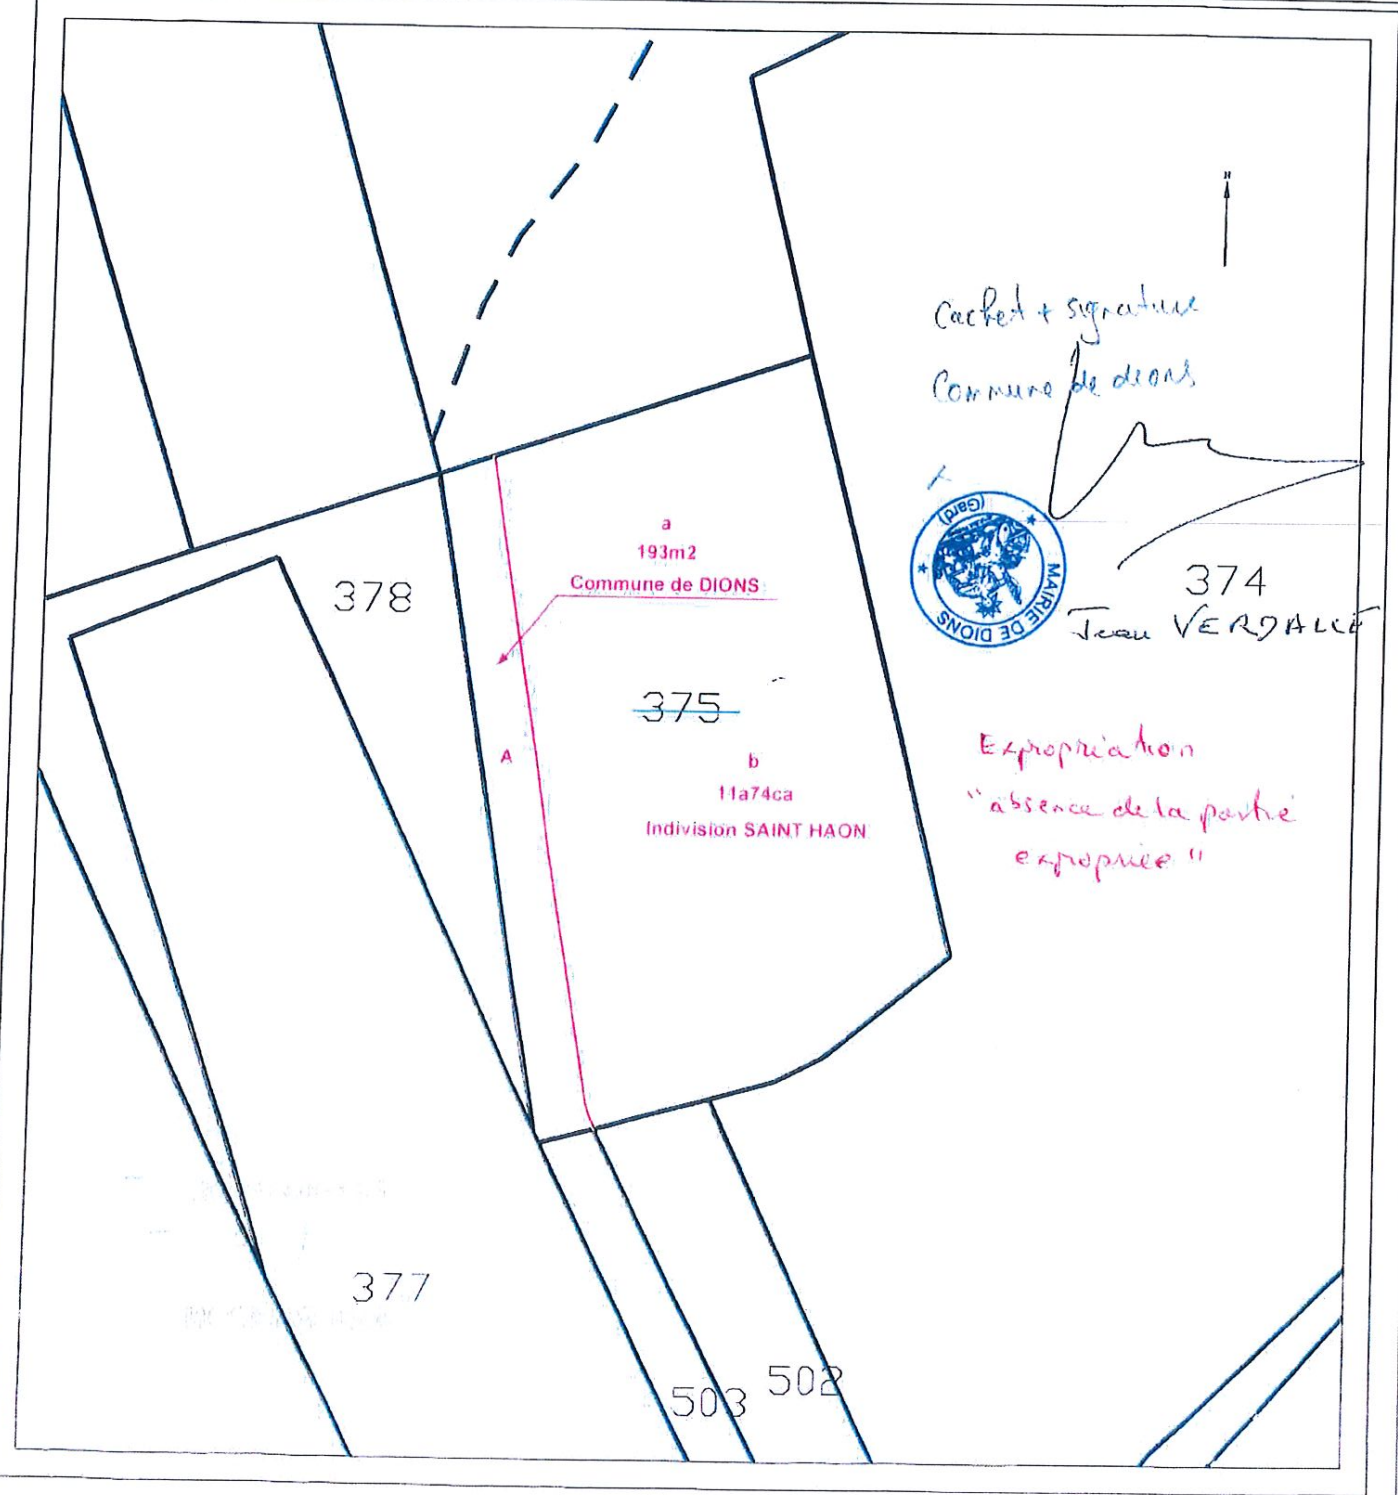 N
Cachet + signature
Commune de dions
(Gard)
MAIRIE DE DIONS
374
Jean VERDALLE
a
193m2
Commune de DIONS
378
375
A
b
11a74ca
Indivision SAINT HAON
Expropriation
"absence de la partie
expropriée"
377
503
502